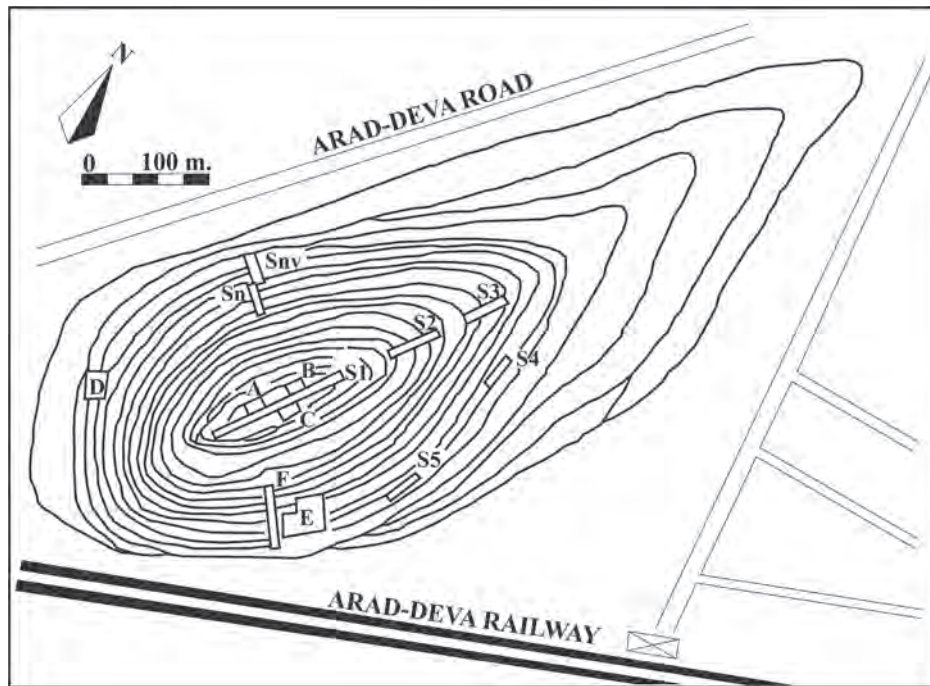 N
ARAD-DEVA ROAD
0 100 m.
Snv
Sn
S3
S2
S4
D
B
S1
A
C
S5
F
E
ARAD-DEVA RAILWAY